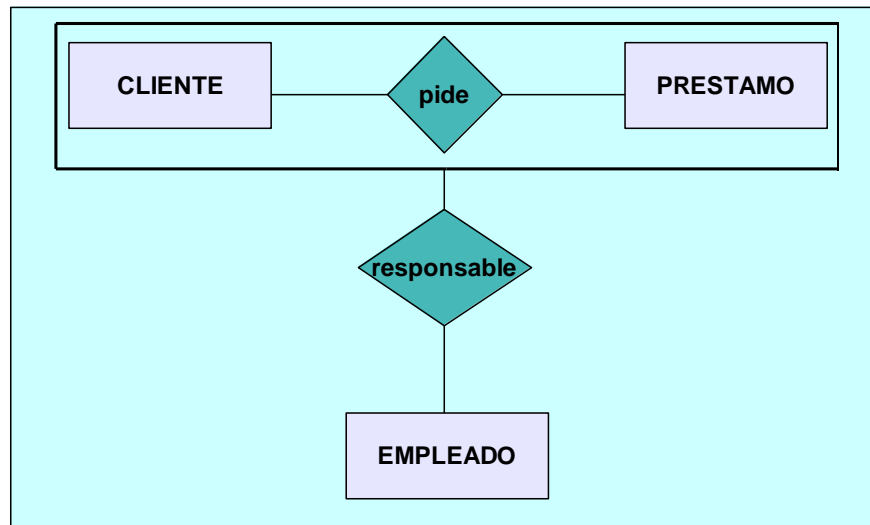 CLIENTE
pide
PRESTAMO
responsable
EMPLEADO